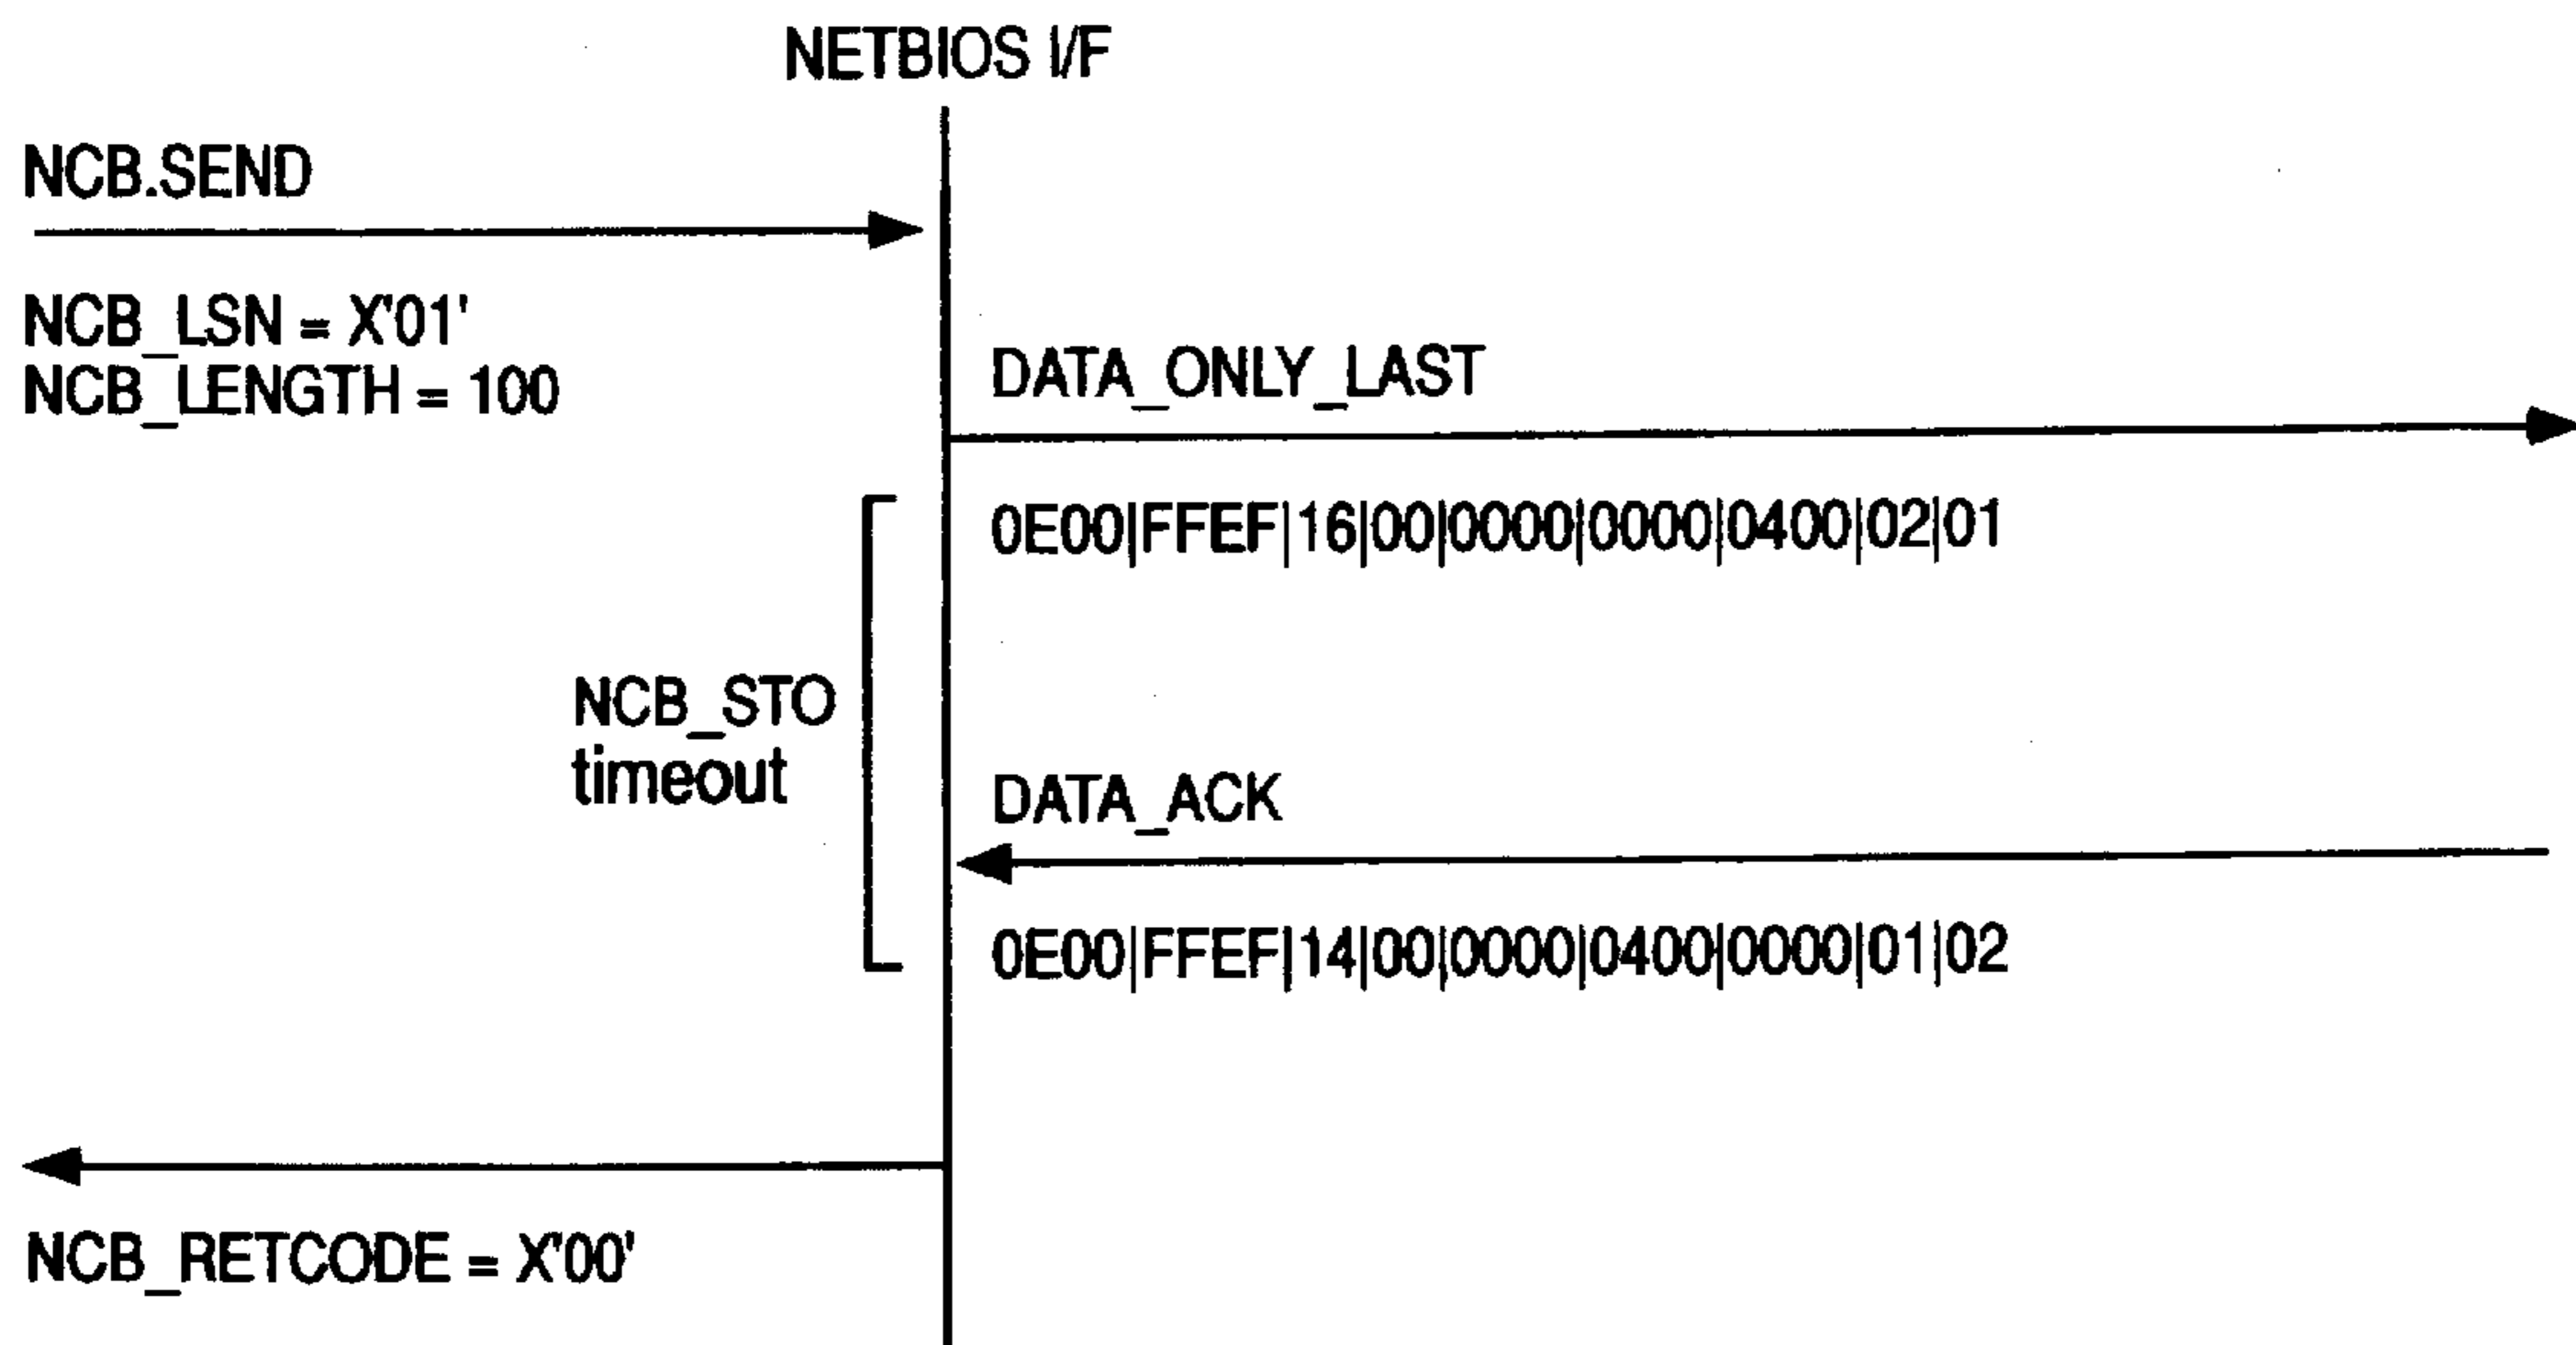 NETBIOS I/F
NCB.SEND
NCB_LSN = X'01'
NCB_LENGTH = 100
DATA_ONLY_LAST
0E00|FFEF|16|00|0000|0000|0400|02|01
NCB_STO
timeout
DATA_ACK
0E00|FFEF|14|00|0000|0400|0000|01|02
NCB_RETCODE = X'00'